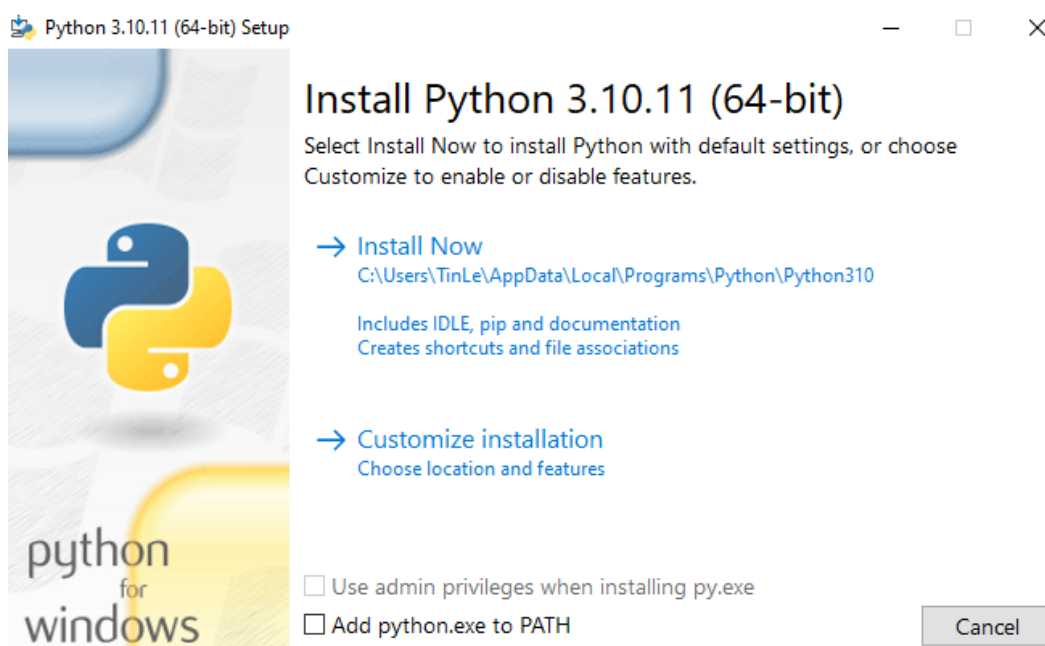 Python 3.10.11 (64-bit) Setup
Install Python 3.10.11 (64-bit)
Select Install Now to install Python with default settings, or choose
Customize to enable or disable features.
→ Install Now
C:\Users\TinLe\AppData\Local\Programs\Python\Python310
Includes IDLE, pip and documentation
Creates shortcuts and file associations
→ Customize installation
Choose location and features
python
for
windows
Use admin privileges when installing py.exe
Add python.exe to PATH
Cancel